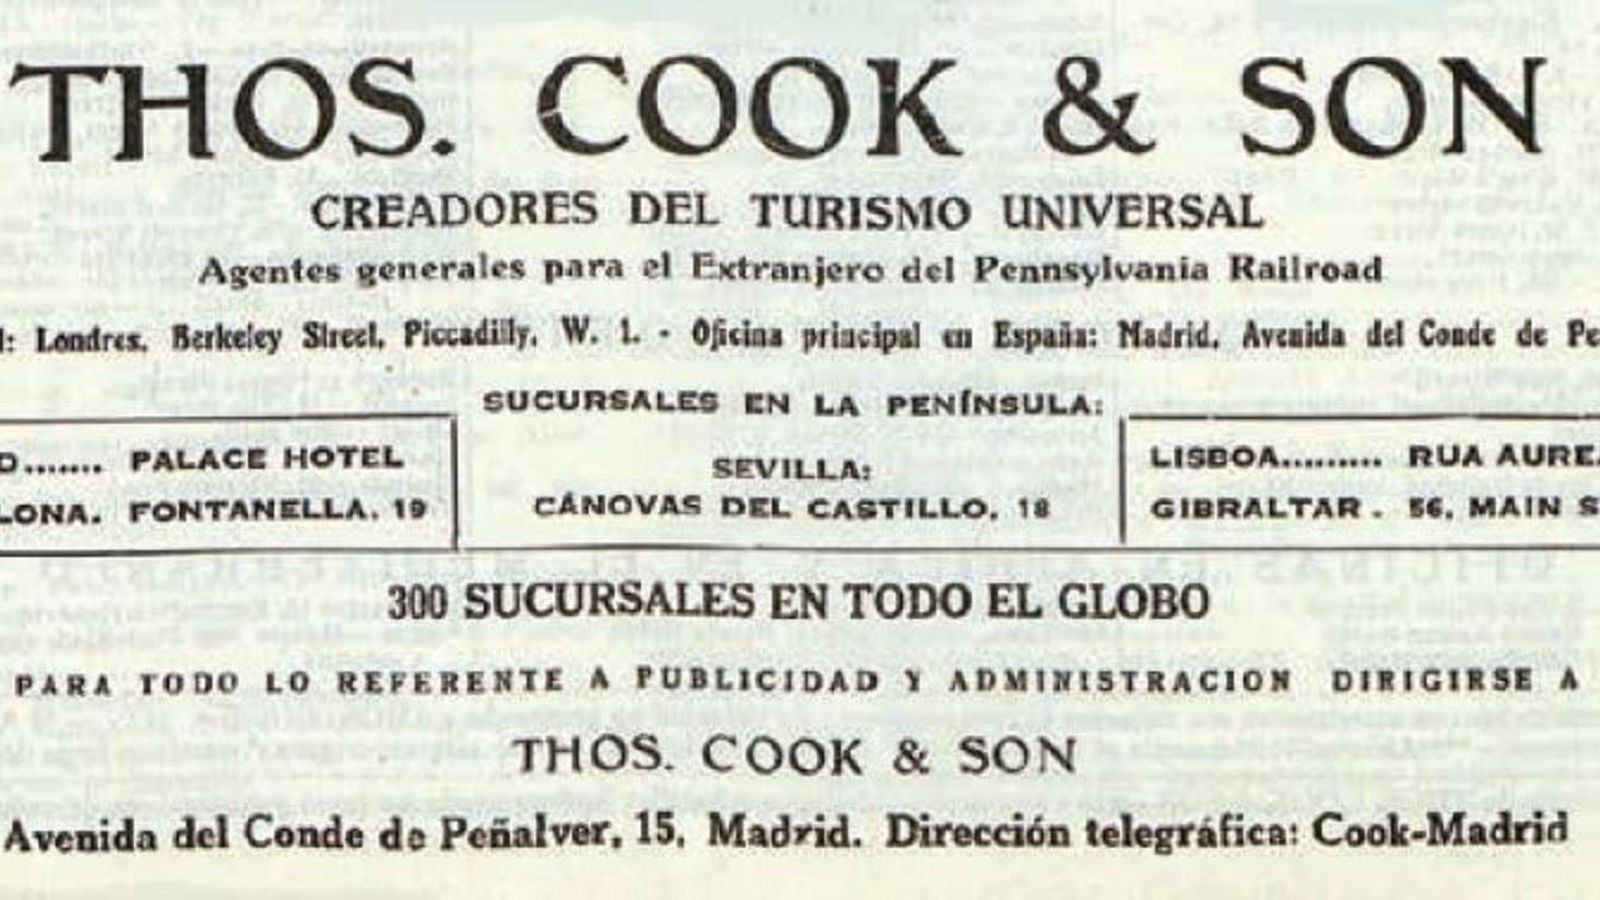 THOS. COOK & SON
CREADORES DEL TURISMO UNIVERSAL
Agentes generales para el Extranjero del Pennsylvania Railroad
Londres, Berkeley Street, Piccadilly, W. 1. - Oficina principal en España: Madrid, Avenida del Conde de
SUCURSALES EN LA PENÍNSULA:
PALACE HOTEL
FONTANELLA, 19
SEVILLA:
CÁNOVAS DEL CASTILLO, 18
LISBOA......... RUA
GIBRALTAR . 56, MAIN
300 SUCURSALES EN TODO EL GLOBO
PARA TODO LO REFERENTE A PUBLICIDAD Y ADMINISTRACION DIRIGIRSE A
THOS. COOK & SON
Avenida del Conde de Peñalver, 15, Madrid. Dirección telegráfica: Cook-Madrid